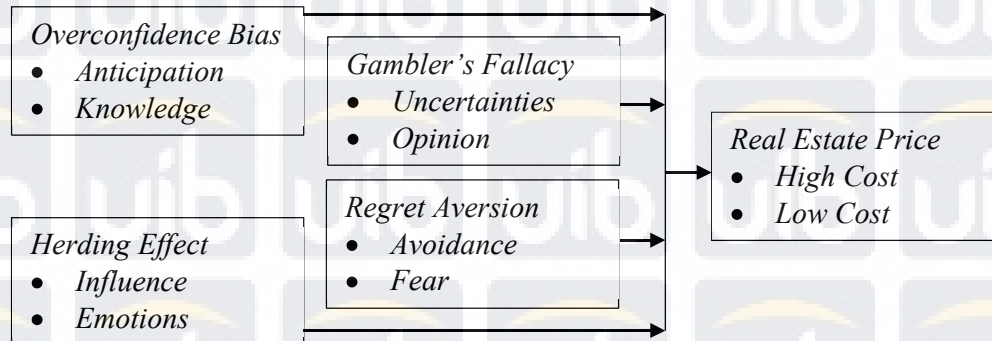 Overconfidence Bias
• Anticipation
• Knowledge
Gambler's Fallacy
• Uncertainties
• Opinion
Real Estate Price
• High Cost
• Low Cost
Regret Aversion
• Avoidance
• Fear
Herding Effect
• Influence
• Emotions
uib